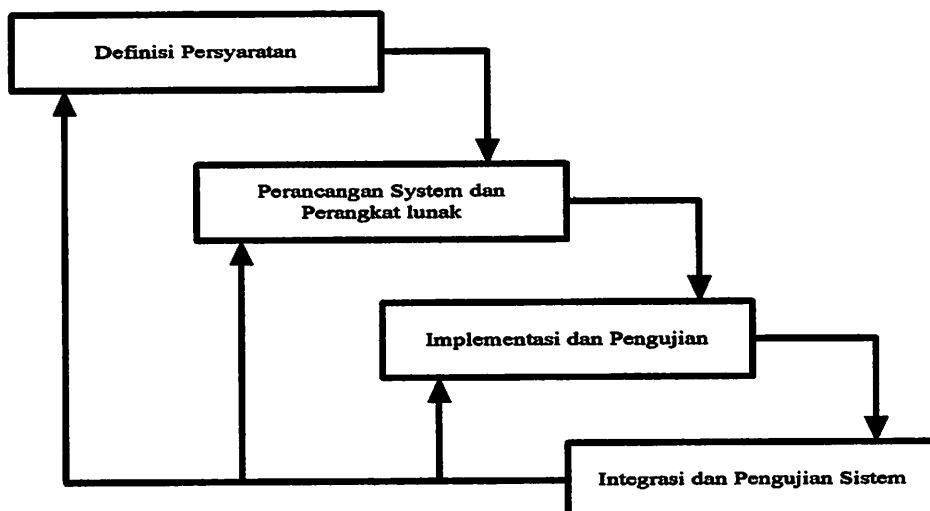 Definisi Persyaratan
Perancangan System dan
Perangkat lunak
Implementasi dan Pengujian
Integrasi dan Pengujian Sistem